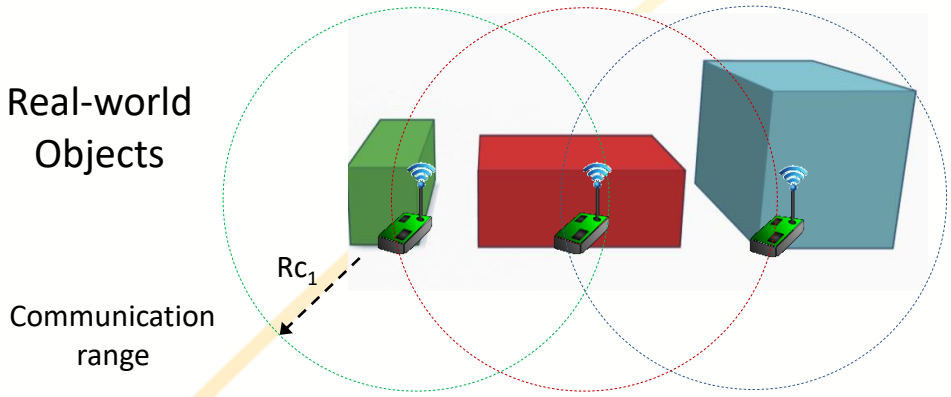 Real-world
Objects
Rc₁
Communication
range